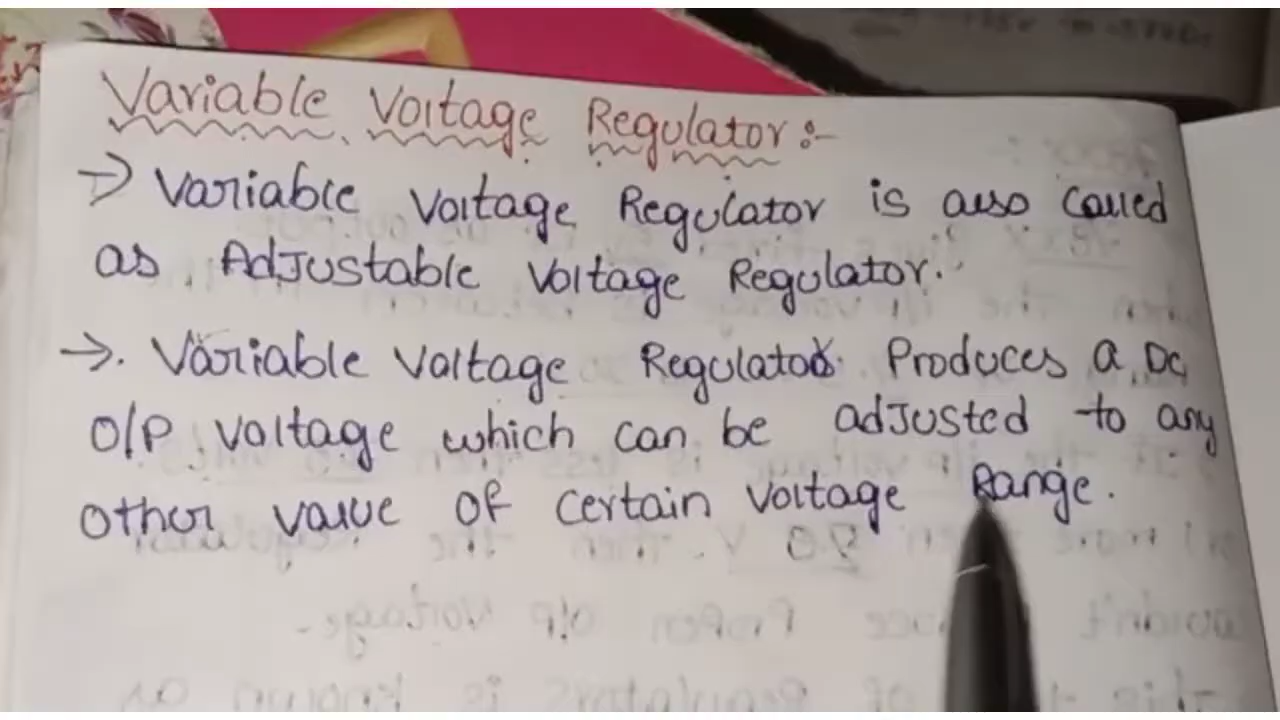 Variable Voltage Regulator :-
→ Variable Voltage Regulator is also called
as Adjustable Voltage Regulator.
→. Variable Voltage Regulator Produces a DC
O/P voltage which can be adjusted to any
other value of certain voltage Range.